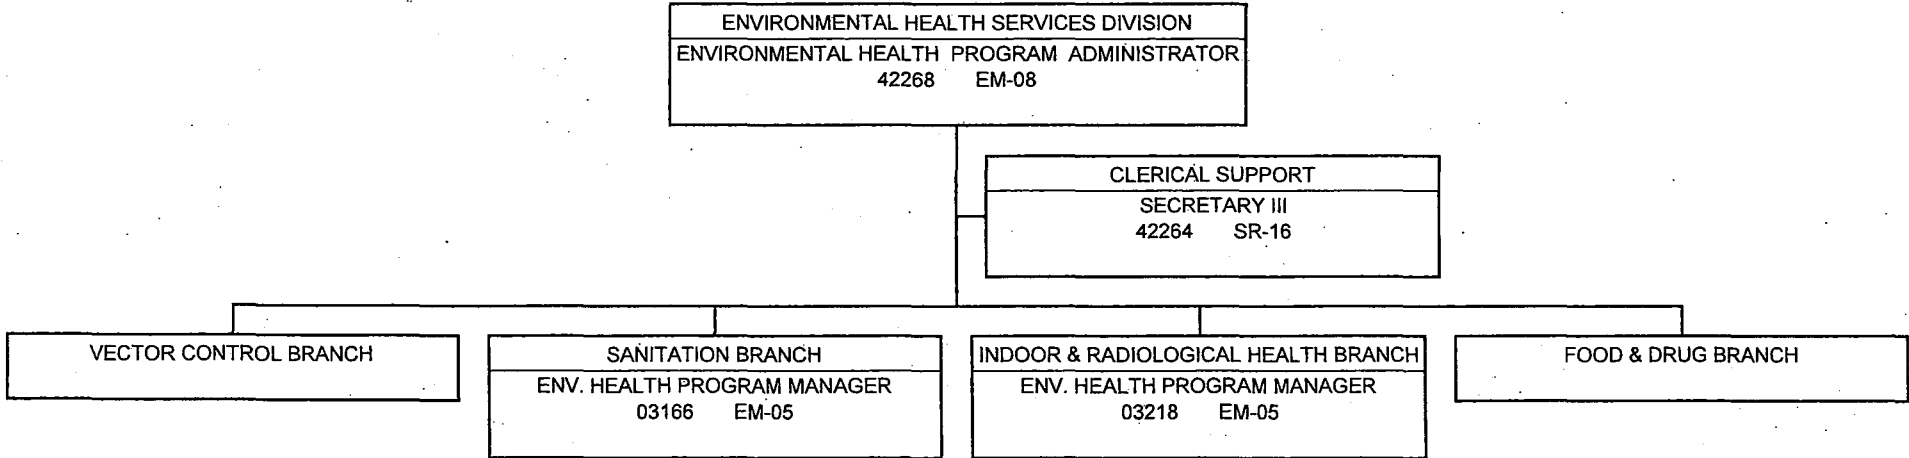 ENVIRONMENTAL HEALTH SERVICES DIVISION
ENVIRONMENTAL HEALTH PROGRAM ADMINISTRATOR
42268 EM-08
CLERICAL SUPPORT
SECRETARY III
42264 SR-16
VECTOR CONTROL BRANCH
SANITATION BRANCH
ENV. HEALTH PROGRAM MANAGER
03166 EM-05
INDOOR & RADIOLOGICAL HEALTH BRANCH
ENV. HEALTH PROGRAM MANAGER
03218 EM-05
FOOD & DRUG BRANCH